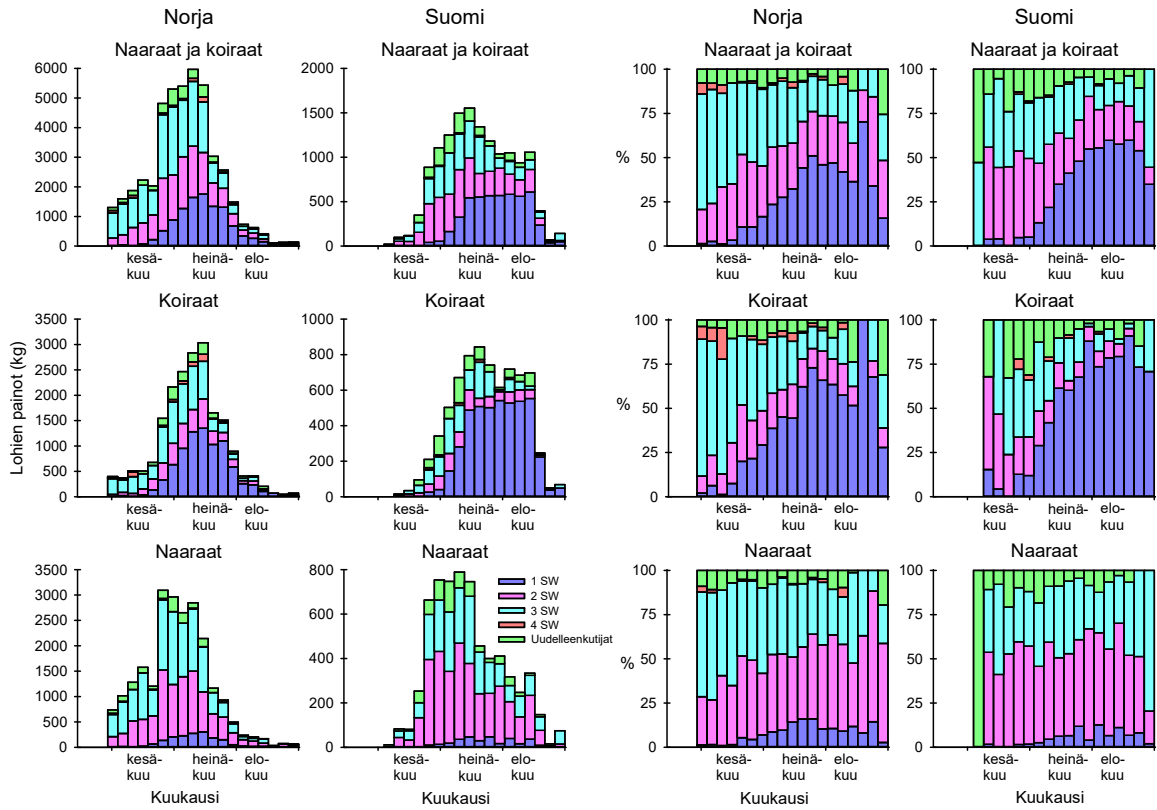 Norja
Suomi
Norja
Suomi
Naaraat ja koiraat
Naaraat ja koiraat
Naaraat ja koiraat
Naaraat ja koiraat
6000
5000
4000
3000
2000
1000
0
2000
1500
1000
500
0
100
75
%
50
25
0
100
75
50
25
0
kesä-
kuu
heinä-
kuu
elo-
kuu
kesä-
kuu
heinä-
kuu
elo-
kuu
kesä-
kuu
heinä-
kuu
elo-
kuu
kesä-
kuu
heinä-
kuu
elo-
kuu
Koiraat
Koiraat
Koiraat
Koiraat
Lohien painot (kg)
3500
3000
2500
2000
1500
1000
500
0
1000
800
600
400
200
0
100
75
%
50
25
0
100
75
50
25
0
kesä-
kuu
heinä-
kuu
elo-
kuu
kesä-
kuu
heinä-
kuu
elo-
kuu
kesä-
kuu
heinä-
kuu
elo-
kuu
kesä-
kuu
heinä-
kuu
elo-
kuu
Naaraat
Naaraat
Naaraat
Naaraat
3500
3000
2500
2000
1500
1000
500
0
800
600
400
200
0
1 SW
2 SW
3 SW
4 SW
Uudelleenkutijat
100
75
%
50
25
0
100
75
50
25
0
kesä-
kuu
heinä-
kuu
elo-
kuu
kesä-
kuu
heinä-
kuu
elo-
kuu
kesä-
kuu
heinä-
kuu
elo-
kuu
kesä-
kuu
heinä-
kuu
elo-
kuu
Kuukausi
Kuukausi
Kuukausi
Kuukausi